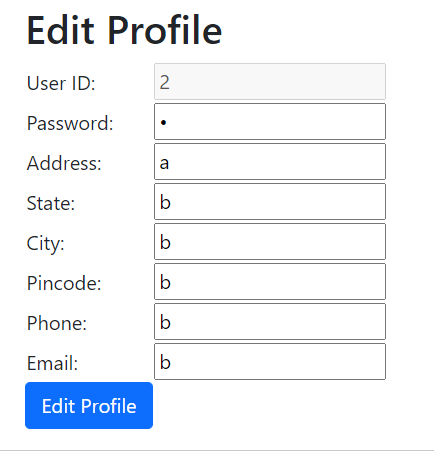 Edit Profile
User ID: 2
Password: •
Address: a
State: b
City: b
Pincode: b
Phone: b
Email: b
Edit Profile